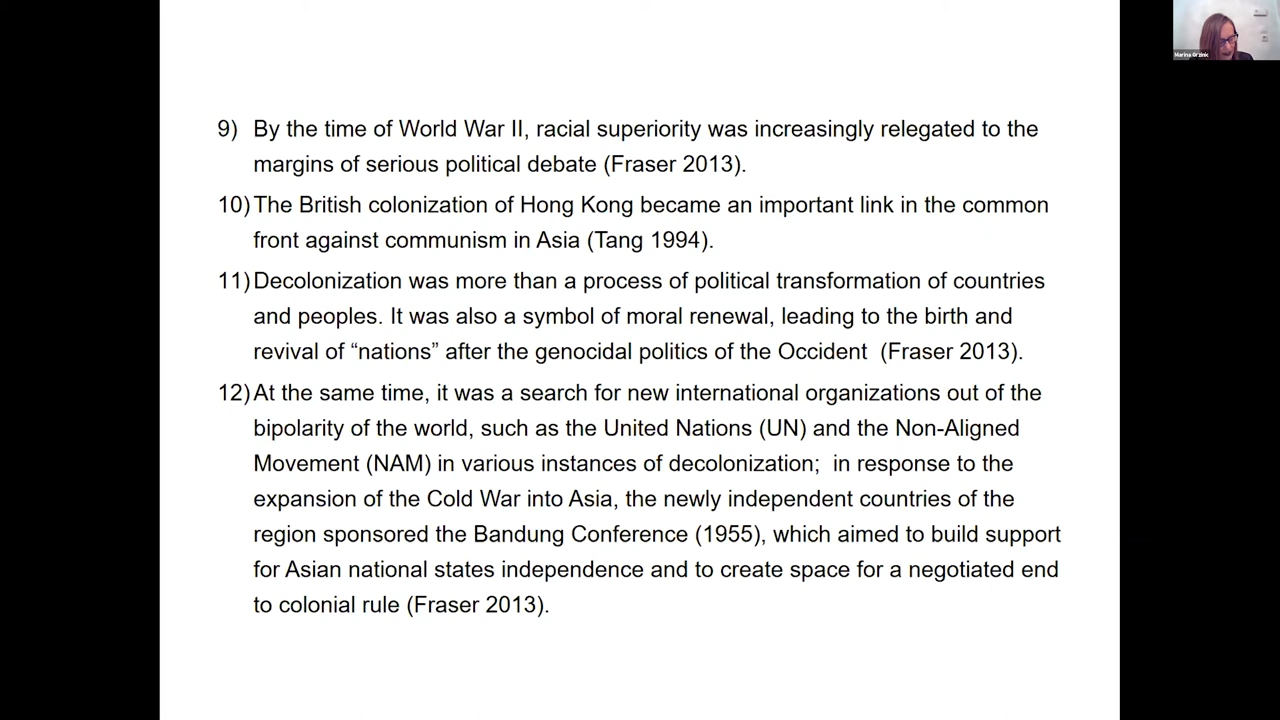 9) By the time of World War II, racial superiority was increasingly relegated to the
margins of serious political debate (Fraser 2013).
10) The British colonization of Hong Kong became an important link in the common
front against communism in Asia (Tang 1994).
11) Decolonization was more than a process of political transformation of countries
and peoples. It was also a symbol of moral renewal, leading to the birth and
revival of “nations” after the genocidal politics of the Occident  (Fraser 2013).
12) At the same time, it was a search for new international organizations out of the
bipolarity of the world, such as the United Nations (UN) and the Non-Aligned
Movement (NAM) in various instances of decolonization;  in response to the
expansion of the Cold War into Asia, the newly independent countries of the
region sponsored the Bandung Conference (1955), which aimed to build support
for Asian national states independence and to create space for a negotiated end
to colonial rule (Fraser 2013).
Marina Grzinic